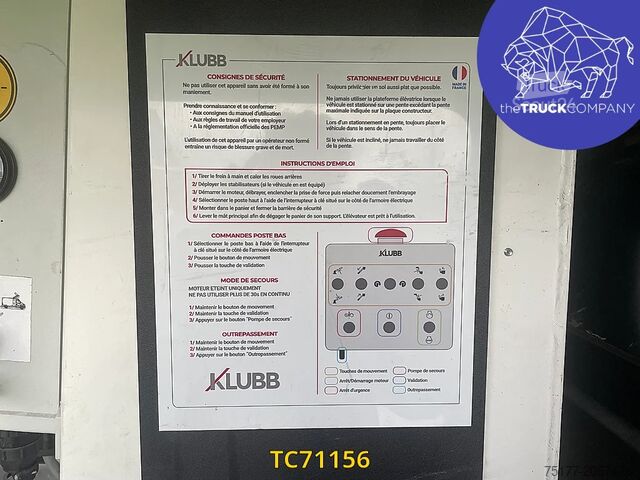 KLUBB
CONSIGNES DE SÉCURITÉ
Ne pas utiliser cet appareil sans avoir été formé à son
maniement.
Prendre connaissance et se conformer :
- Aux consignes du manuel d'utilisation
- Aux règles de travail de votre employeur
- A la réglementation officielle des PEMP
L'utilisation de cet appareil par un opérateur non formé
entraîne un risque de blessure grave et de mort.
STATIONNEMENT DU VÉHICULE
Toujours privilégier un sol aussi plat que possible.
Ne jamais utiliser la plateforme élévatrice lorsque le
véhicule est stationné sur une pente excédant la pente
maximale indiquée sur la plaque constructeur.
Lors d'un stationnement en pente, toujours placer le
véhicule dans le sens de la pente.
Si le véhicule est incliné, ne jamais travailler du côté
de la pente.
MADE IN
FRANCE
INSTRUCTIONS D'EMPLOI
1/ Tirer le frein à main et caler les roues arrières
2/ Déployer les stabilisateurs (si le véhicule en est équipé)
3/ Démarrer le moteur, débrayer, enclencher la prise de force puis relacher doucement l'embrayage
4/ Sélectionner le poste haut à l'aide de l'interrupteur à clé situé sur le côté de l'armoire électrique
5/ Monter dans le panier et fermer la barrière de sécurité
6/ Lever le mât principal afin de dégager le panier de son support. L'élévateur est prêt à l'utilisation.
COMMANDES POSTE BAS
1/ Sélectionner le poste bas à l'aide de l'interrupteur
à clé situé sur le côté de l'armoire électrique
2/ Pousser le bouton de mouvement
3/ Pousser la touche de validation
MODE DE SECOURS
MOTEUR ETEINT UNIQUEMENT
NE PAS UTILISER PLUS DE 30s EN CONTINU
1/ Maintenir le bouton de mouvement
2/ Maintenir la touche de validation
3/ Appuyer sur le bouton "Pompe de secours"
OUTREPASSEMENT
1/ Maintenir le bouton de mouvement
2/ Maintenir la touche de validation
3/ Appuyer sur le bouton "Outrepassement"
KLUBB
KLUBB
Touches de mouvement
Pompe de secours
Arrêt/Démarrage moteur
Validation
Arrêt d'urgence
Outrepassement
theTRUCKCOMPANY
TC71156